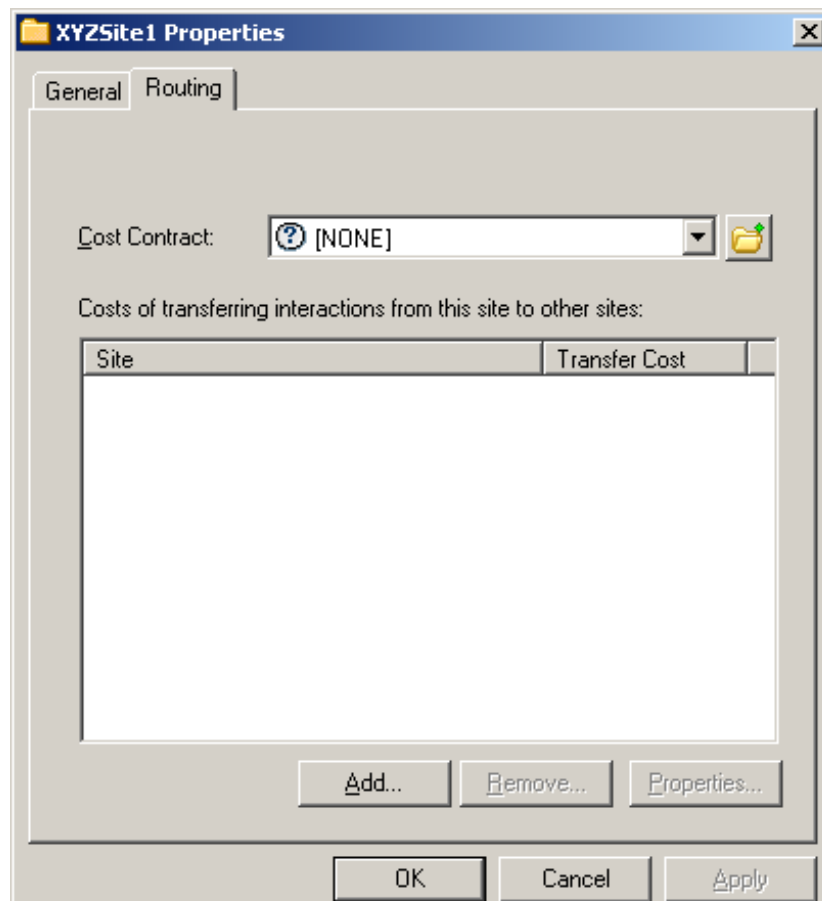 XYZSite1 Properties
General Routing
Cost Contract: [NONE]
Costs of transferring interactions from this site to other sites:
Site Transfer Cost
Add... Remove... Properties...
OK Cancel Apply